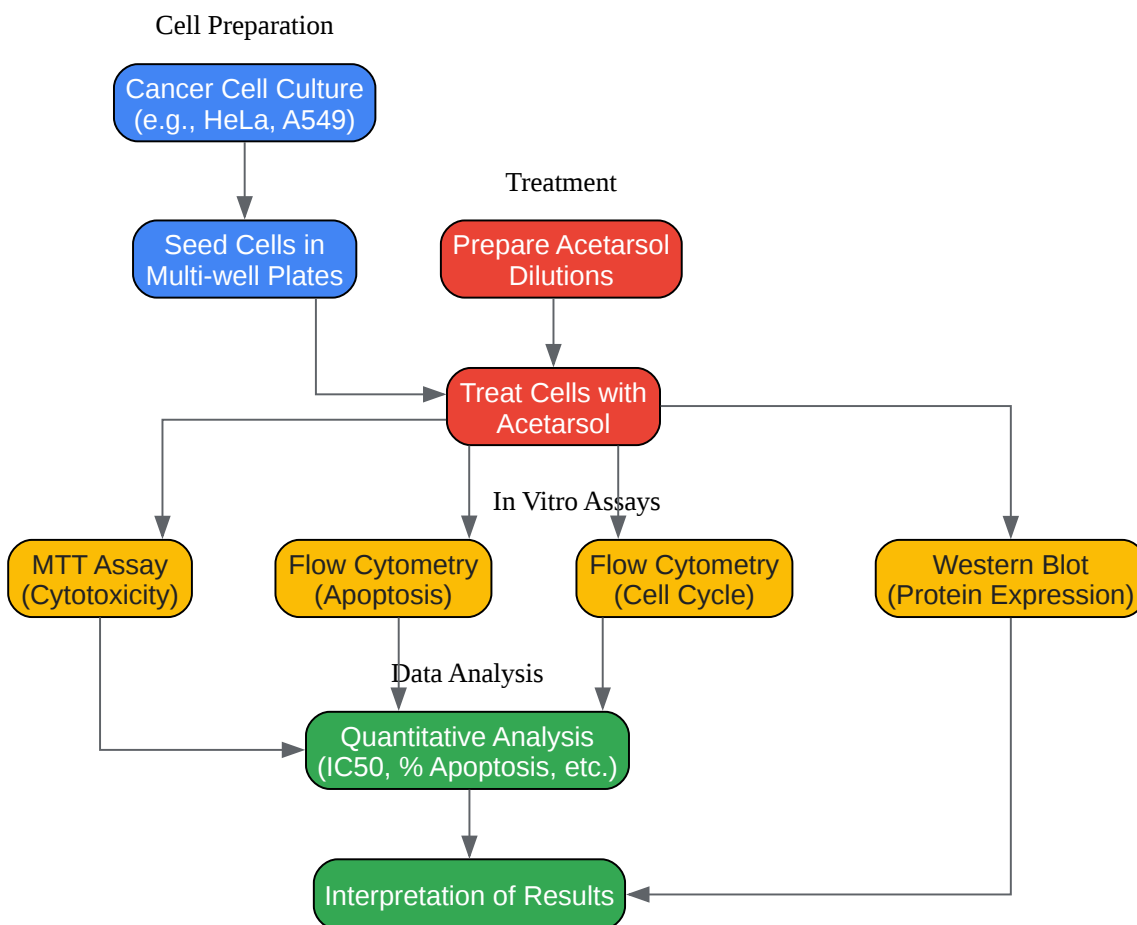 Cell Preparation
Cancer Cell Culture
(e.g., HeLa, A549)
Treatment
Seed Cells in
Multi-well Plates
Prepare Acetarsol
Dilutions
Treat Cells with
Acetarsol
In Vitro Assays
MTT Assay
(Cytotoxicity)
Flow Cytometry
(Apoptosis)
Flow Cytometry
(Cell Cycle)
Western Blot
(Protein Expression)
Data Analysis
Quantitative Analysis
(IC50, % Apoptosis, etc.)
Interpretation of Results